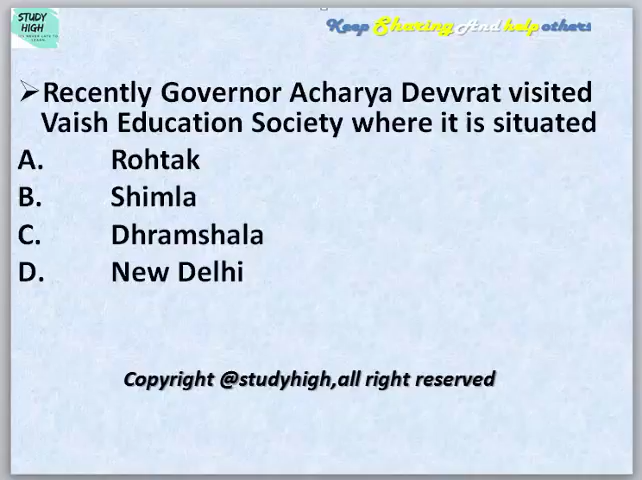 STUDY
HIGH
Keep Sharing And help others
➢Recently Governor Acharya Devvrat visited
Vaish Education Society where it is situated
A. Rohtak
B. Shimla
C. Dhramshala
D. New Delhi
Copyright @studyhigh,all right reserved